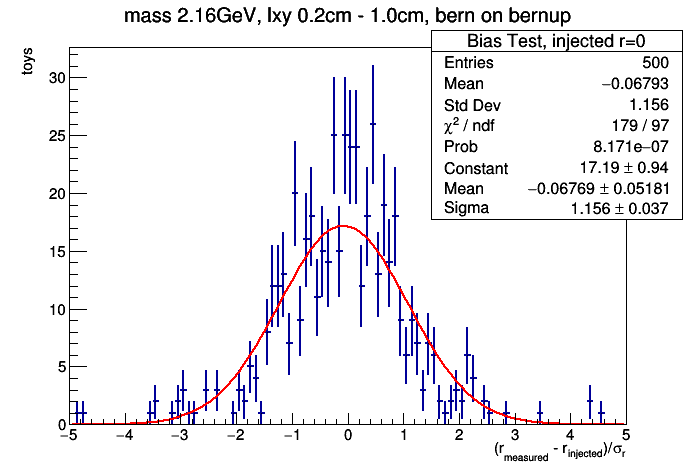 mass 2.16GeV, lxy 0.2cm - 1.0cm, bern on bernup
Bias Test, injected r=0
Entries 500
Mean −0.06793
Std Dev 1.156
χ² / ndf 179 / 97
Prob 8.171e−07
Constant 17.19 ± 0.94
Mean −0.06769 ± 0.05181
Sigma 1.156 ± 0.037
toys
30
25
20
15
10
5
0
−5 −4 −3 −2 −1 0 1 2 3 4 5
(r_measured - r_injected)/σ_r